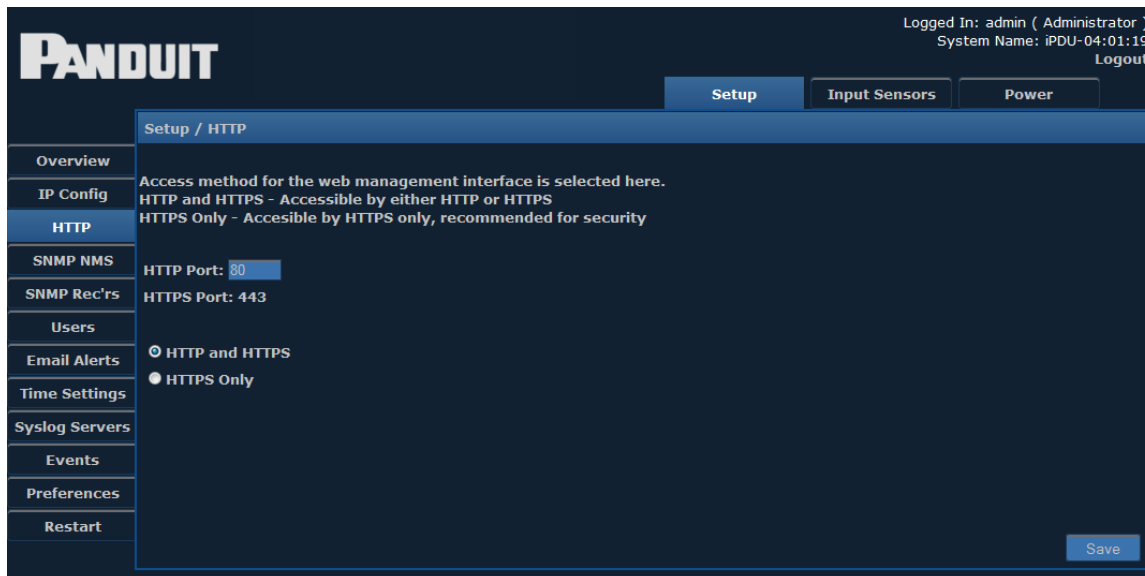 PANDUIT
Logged In: admin ( Administrator )
System Name: iPDU-04:01:19
Logout
Setup
Input Sensors
Power
Setup / HTTP
Overview
IP Config
HTTP
SNMP NMS
SNMP Rec'rs
Users
Email Alerts
Time Settings
Syslog Servers
Events
Preferences
Restart
Access method for the web management interface is selected here.
HTTP and HTTPS - Accessible by either HTTP or HTTPS
HTTPS Only - Accesible by HTTPS only, recommended for security
HTTP Port: 80
HTTPS Port: 443
HTTP and HTTPS
HTTPS Only
Save